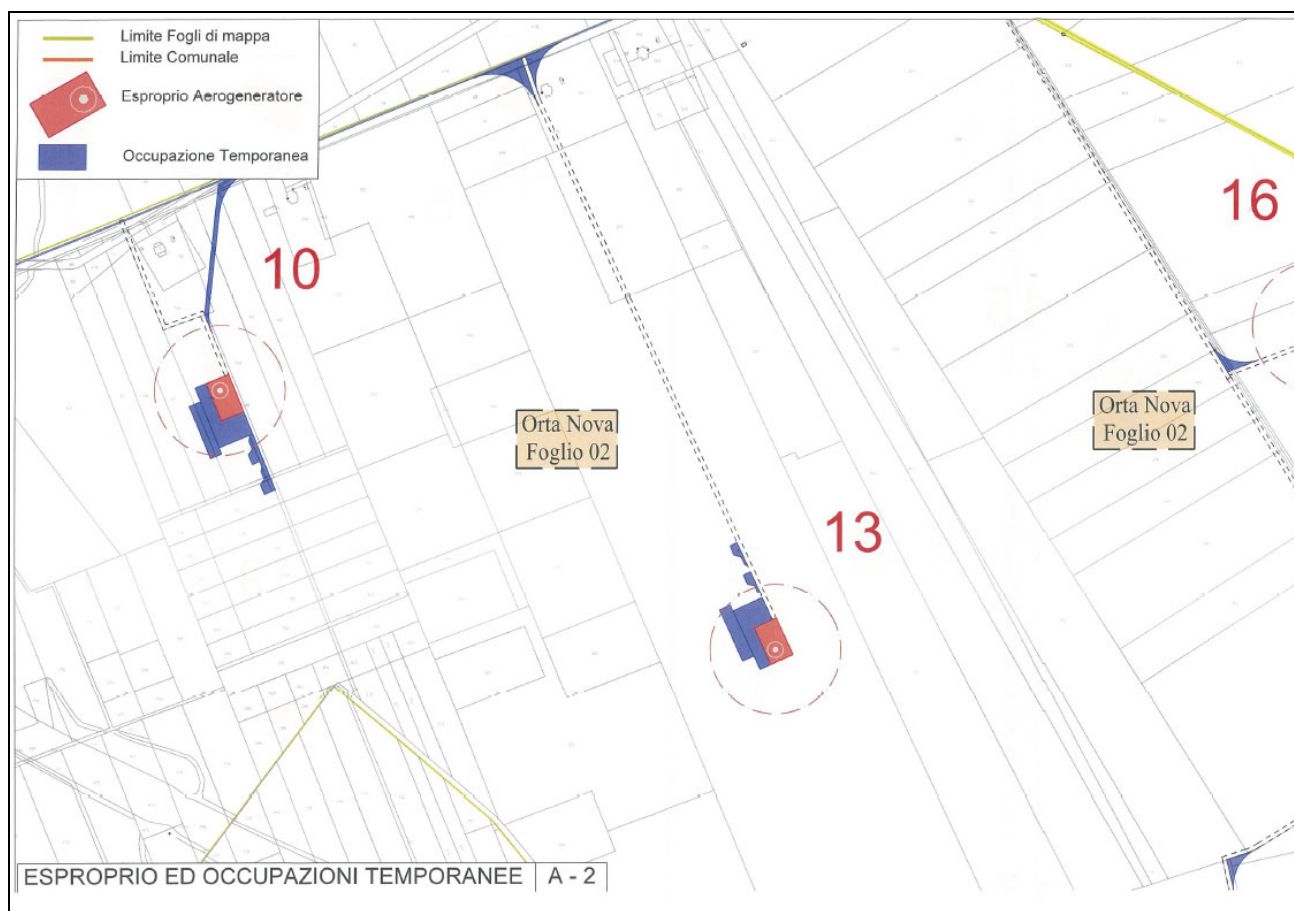 Limite Fogli di mappa
Limite Comunale
Esproprio Aerogeneratore
Occupazione Temporanea
10
16
Orta Nova
Foglio 02
Orta Nova
Foglio 02
13
ESPROPRIO ED OCCUPAZIONI TEMPORANEE A - 2